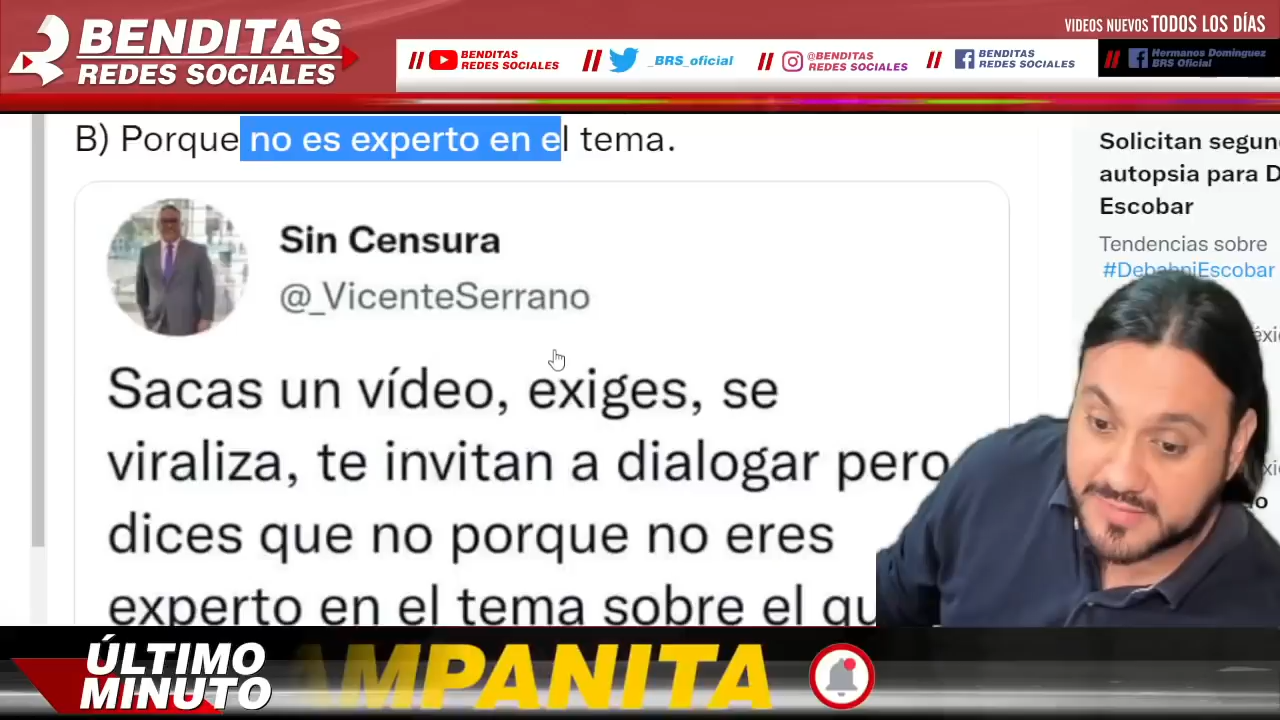 BENDITAS
REDES SOCIALES
VIDEOS NUEVOS TODOS LOS DÍAS
// BENDITAS
REDES SOCIALES
// _BRS_oficial
// @BENDITAS
REDES SOCIALES
// BENDITAS
REDES SOCIALES
// Hermanos Domínguez
BRS Oficial
B) Porque no es experto en el tema.
Sin Censura
@_VicenteSerrano
Sacas un vídeo, exiges, se
viraliza, te invitan a dialogar pero
dices que no porque no eres
experto en el tema sobre el qu
Solicitan segun
autopsia para D
Escobar
Tendencias sobre
#DebahniEscobar
ÚLTIMO
MINUTO
AMPANITA